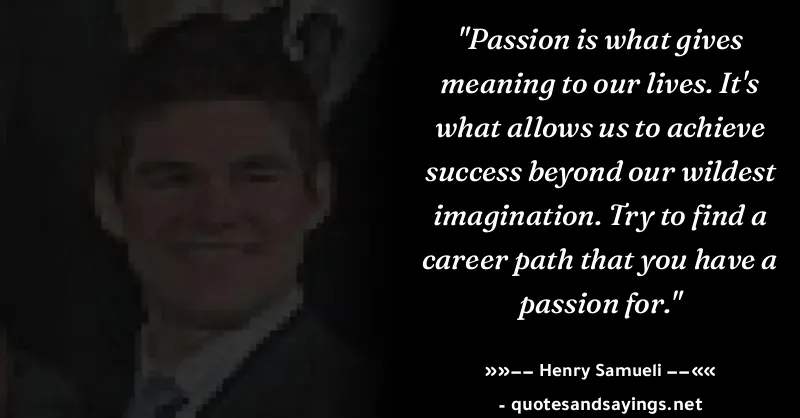 "Passion is what gives
meaning to our lives. It's
what allows us to achieve
success beyond our wildest
imagination. Try to find a
career path that you have a
passion for."
»»–– Henry Samueli ––««
- quotesandsayings.net